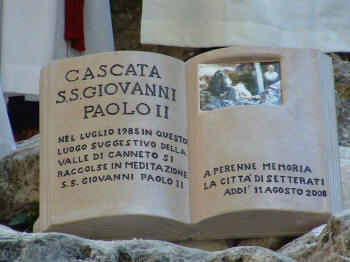 CASCATA
S.S.GIOVANNI
PAOLO II
NEL LUGLIO 1985 IN QUESTO
LUOGO SUGGESTIVO DELLA
VALLE DI CANNETO SI
RACCOLSE IN MEDITAZIONE
S.S. GIOVANNI PAOLO II
A PERENNE MEMORIA
LA CITTÀ DI SETTEFRATI
ADDI' 11 AGOSTO 2008